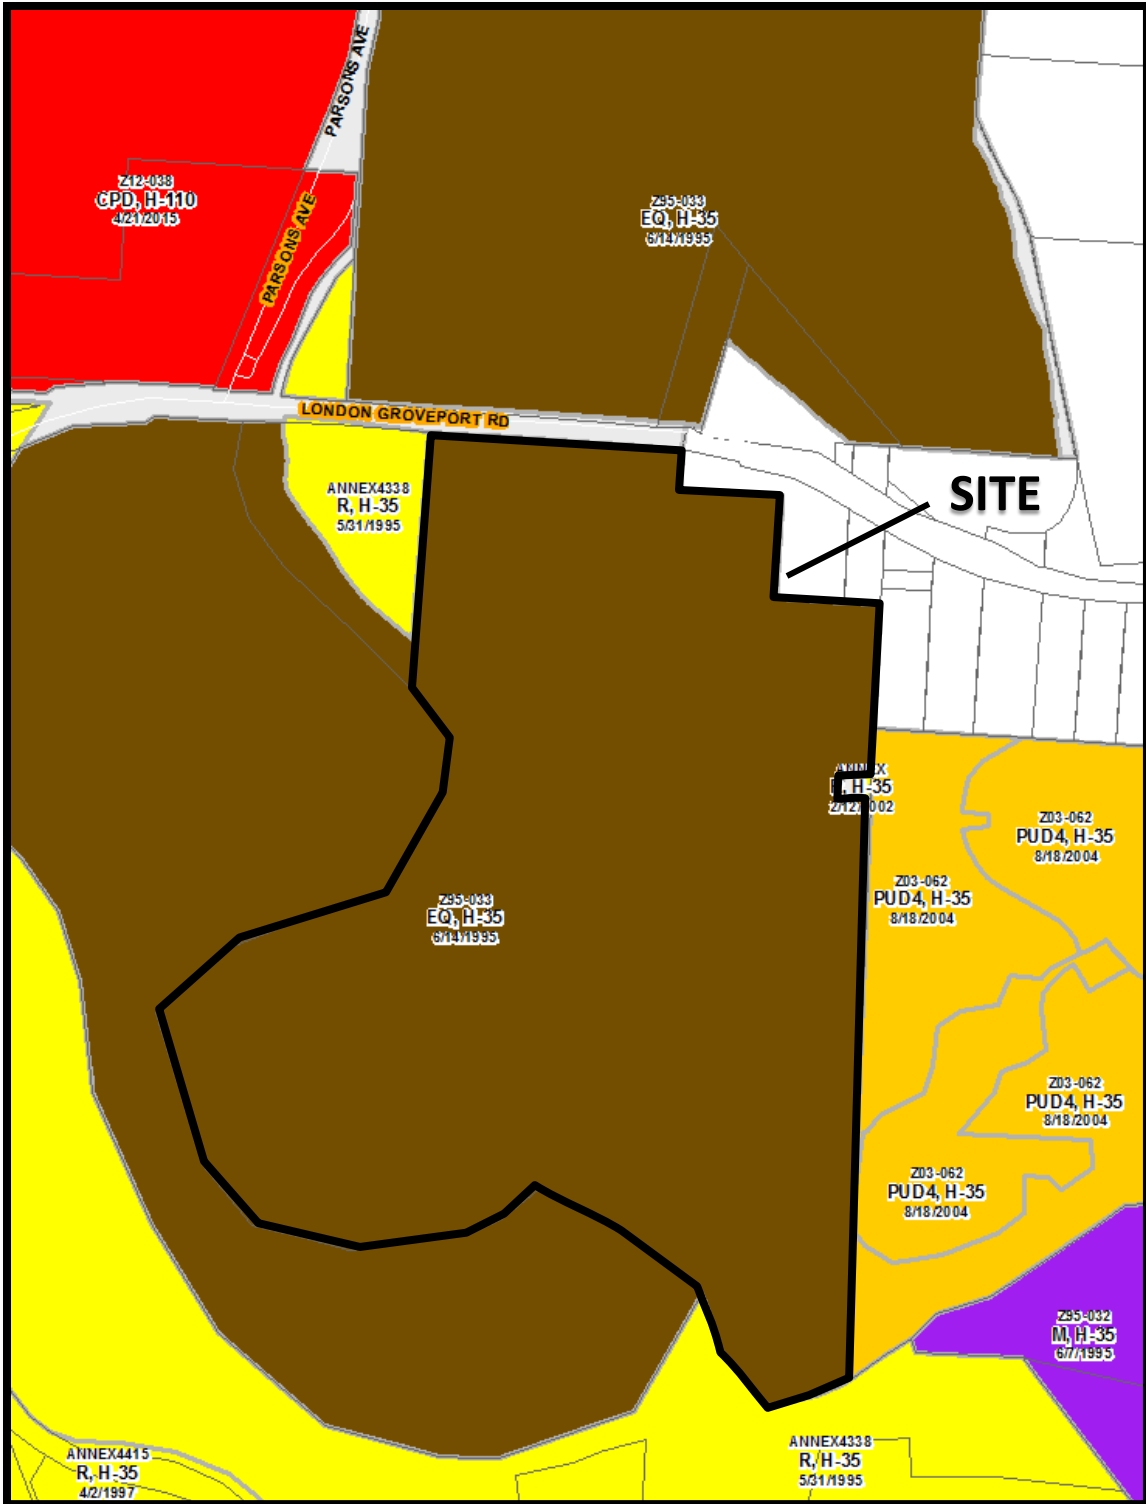 PARSONS AVE
Z12-038
CPD, H-110
4/21/2015
PARSONS AVE
Z95-033
EQ, H-35
6/14/1995
LONDON GROVEPORT RD
SITE
ANNEX4338
R, H-35
5/31/1995
ANNEX
H-35
Z03-062
PUD4, H-35
8/18/2004
Z03-062
PUD4, H-35
8/18/2004
Z95-033
EQ, H-35
6/14/1995
Z03-062
PUD4, H-35
8/18/2004
Z03-062
PUD4, H-35
8/18/2004
Z95-032
M, H-35
6/7/1995
ANNEX4415
R, H-35
4/2/1997
ANNEX4338
R, H-35
5/31/1995